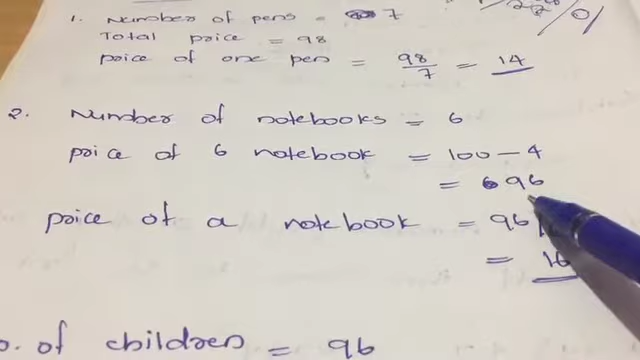 1. Number of pens = 7
Total price = 98
price of one pen = 98/7 = 14
2. Number of notebooks = 6
price of 6 notebook = 100 - 4
= 96
price of a notebook = 96
= 16
of children = 96